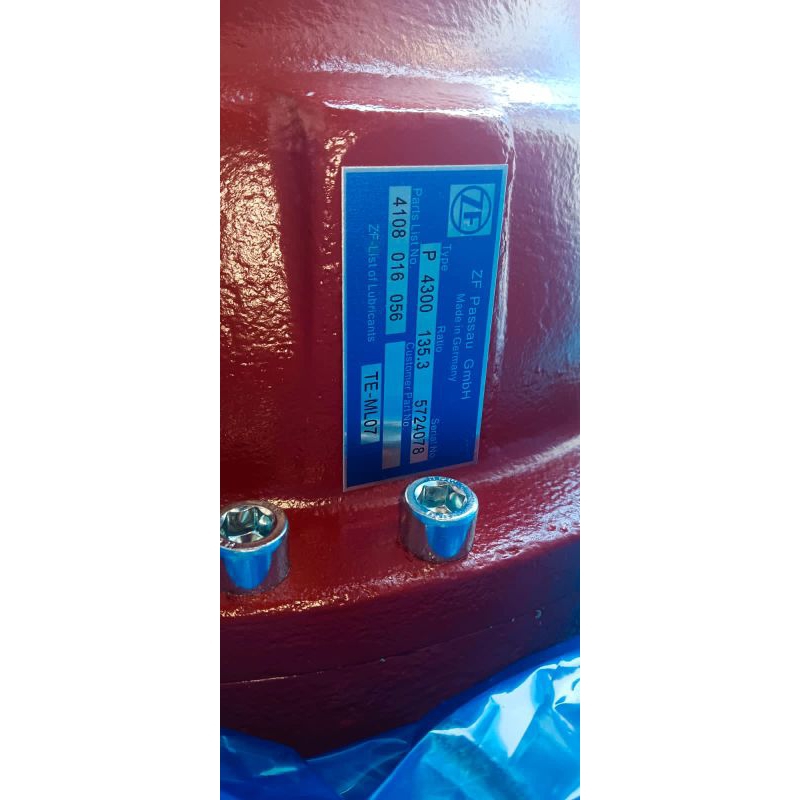 ZF
ZF Passau GmbH
Made in Germany
Type Ratio Serial No.
P 4300 135.3 5724078
Parts List No. Customer Part No.
4108 016 056
ZF-List of Lubricants TE-ML07